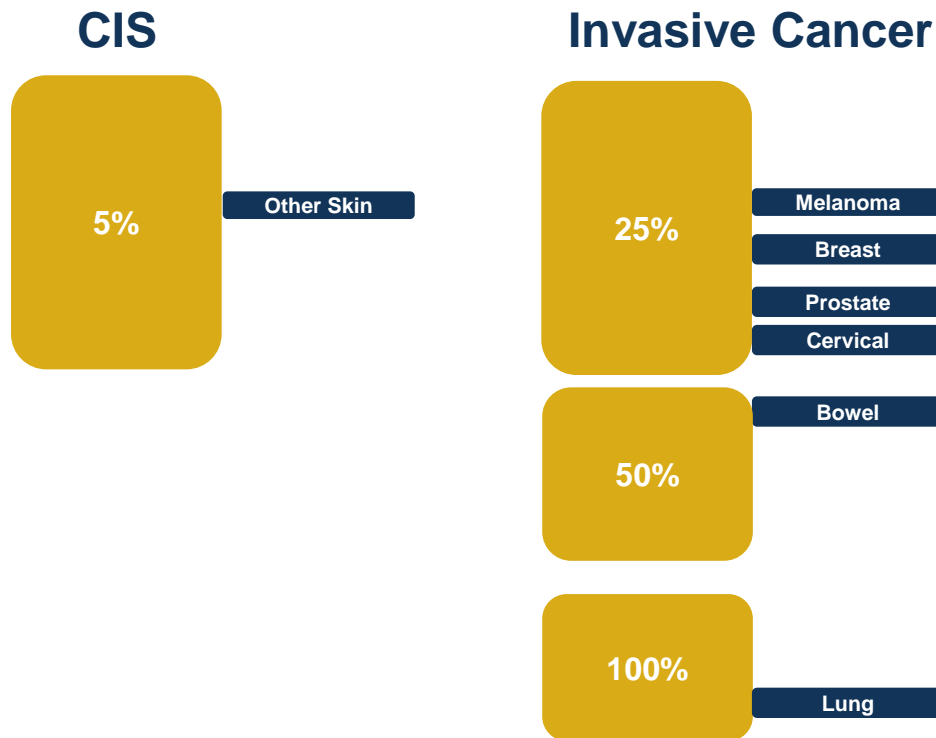 CIS
Invasive Cancer
5%
Other Skin
25%
Melanoma
Breast
Prostate
Cervical
50%
Bowel
100%
Lung